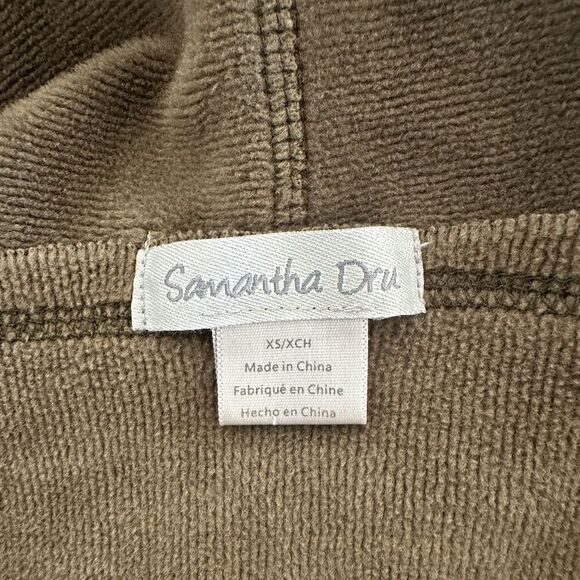 Samantha Dru
XS/XCH
Made in China
Fabriqué en Chine
Hecho en China